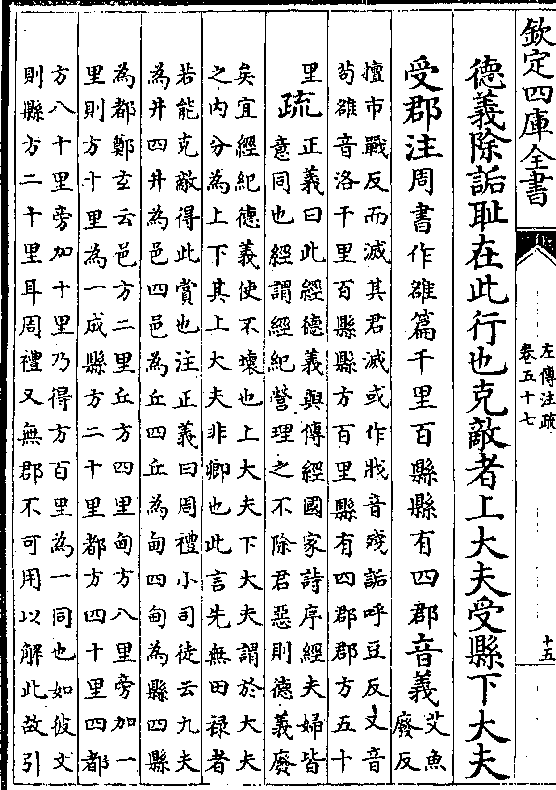 欽定四庫全書
左傳注疏
卷五十七
十五
德義除詬恥在此行也克敵者上大夫受縣下大夫
受郡注周書作雒篇千里百縣縣有四郡音義艾魚
廢反
擅市戰反而滅其君滅或作戕音殘詬呼豆反丈音
茍雒音洛千里百縣縣方百里縣有四郡郡方五十
里疏正義曰此經德義與傳經國家詩序經夫婦皆
意同也經謂經紀營理之不除君惡則德義廢
矣宜經紀德義使不壞也上大夫下大夫謂於大夫
之内分為上下其上大夫非卿也此言先無田禄者
若能克敵得此賞也注正義曰周禮小司徒云九夫
為井四井為邑四邑為丘四丘為甸四甸為縣四縣
為都鄭玄云邑方二里丘方四里甸方八里旁加一
里則方十里為一成縣方二十里都方四十里四都
方八十里旁加十里乃得方百里為一同也如彼文
則縣方二十里耳周禮又無郡不可用以解此故引